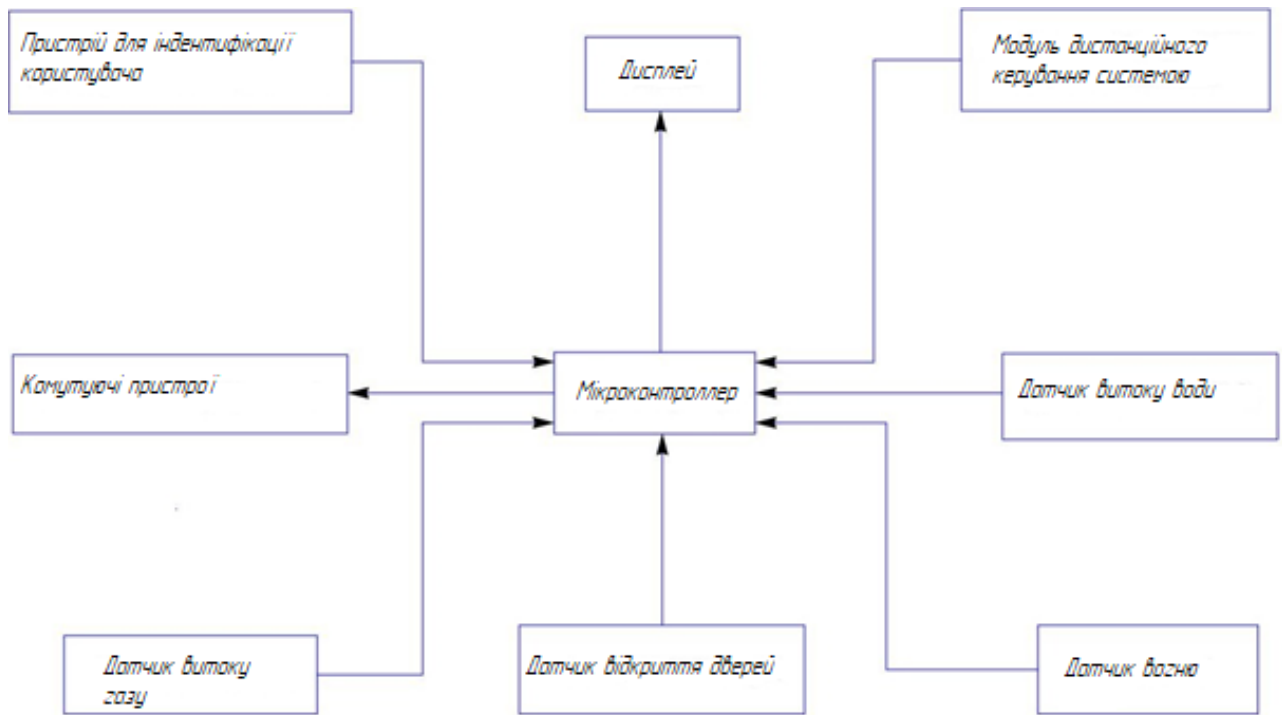 Пристрій для індентифікації
користувача
Дисплей
Модуль дистанційного
керування системою
Комутуючі пристрої
Мікроконтроллер
Датчик витоку води
Датчик витоку
газу
Датчик відкриття дверей
Датчик вогню